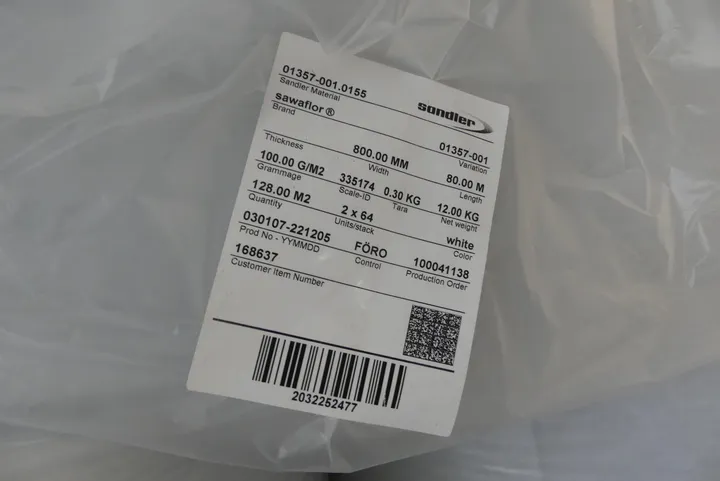 01357-001.0155
Sandler Material
sandler
sawaflor ®
Brand
01357-001
Variation
Thickness
800.00 MM
Width
80.00 M
Length
100.00 G/M2
Grammage
335174
Scale-ID
0.30 KG
Tara
12.00 KG
Net weight
128.00 M2
Quantity
2 x 64
Units/stack
white
Color
030107-221205
Prod No - YYMMDD
FÖRO
Control
100041138
Production Order
168637
Customer Item Number
2032252477